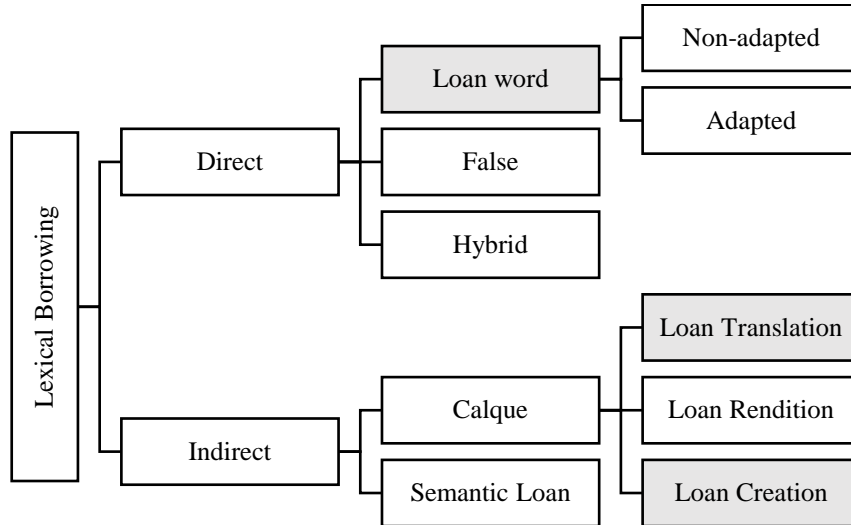 Lexical Borrowing
Direct
Loan word
Non-adapted
Adapted
False
Hybrid
Indirect
Calque
Loan Translation
Loan Rendition
Loan Creation
Semantic Loan